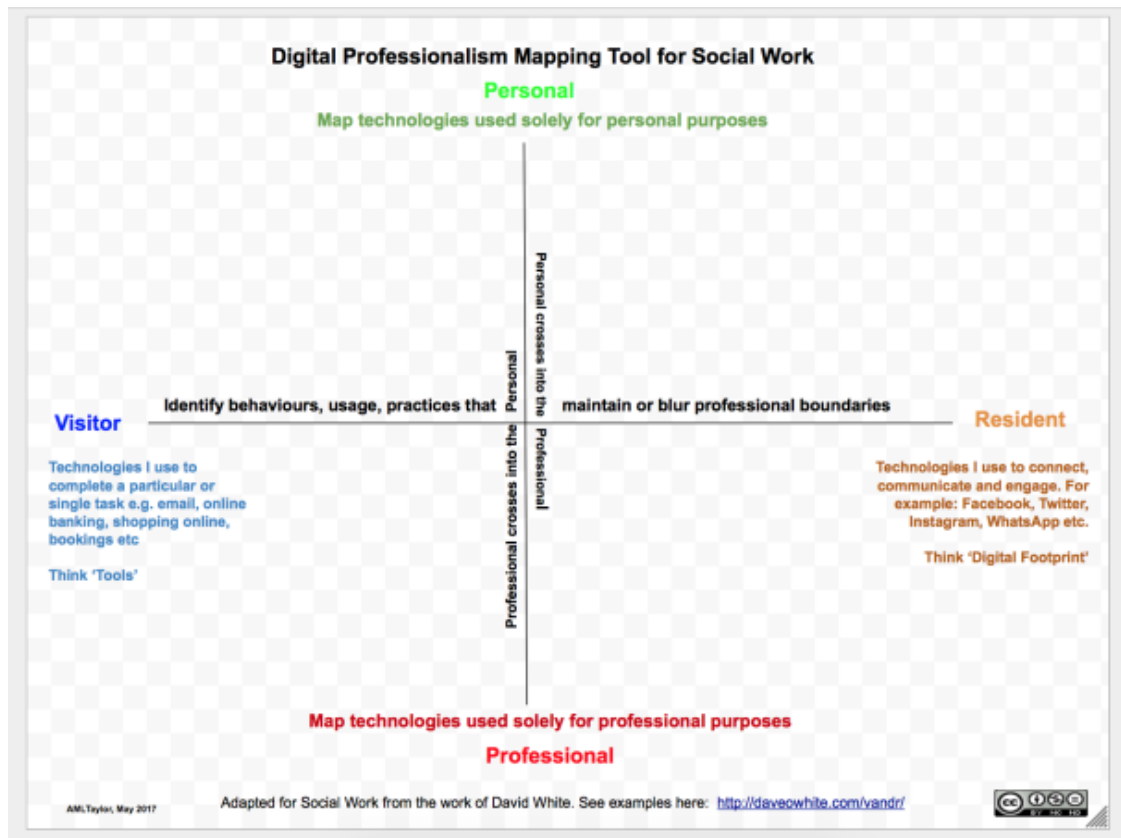 Digital Professionalism Mapping Tool for Social Work
Personal
Map technologies used solely for personal purposes
Personal crosses into the Professional
Professional crosses into the Personal
Identify behaviours, usage, practices that
maintain or blur professional boundaries
Visitor
Technologies I use to
complete a particular or
single task e.g. email, online
banking, shopping online,
bookings etc
Think ‘Tools’
Resident
Technologies I use to connect,
communicate and engage. For
example: Facebook, Twitter,
Instagram, WhatsApp etc.
Think ‘Digital Footprint’
Map technologies used solely for professional purposes
Professional
AMLTaylor, May 2017
Adapted for Social Work from the work of David White. See examples here: http://daveowhite.com/vandr/
cc
BY NC ND